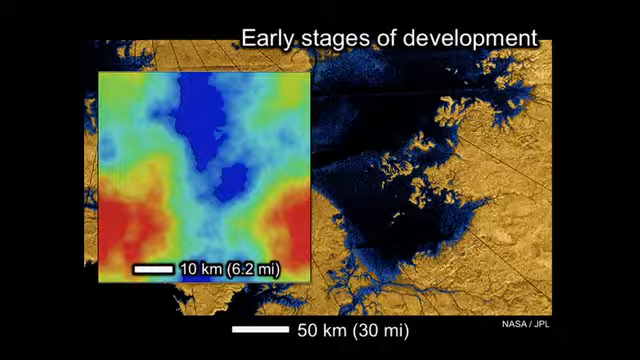 Early stages of development
10 km (6.2 mi)
50 km (30 mi)
NASA / JPL